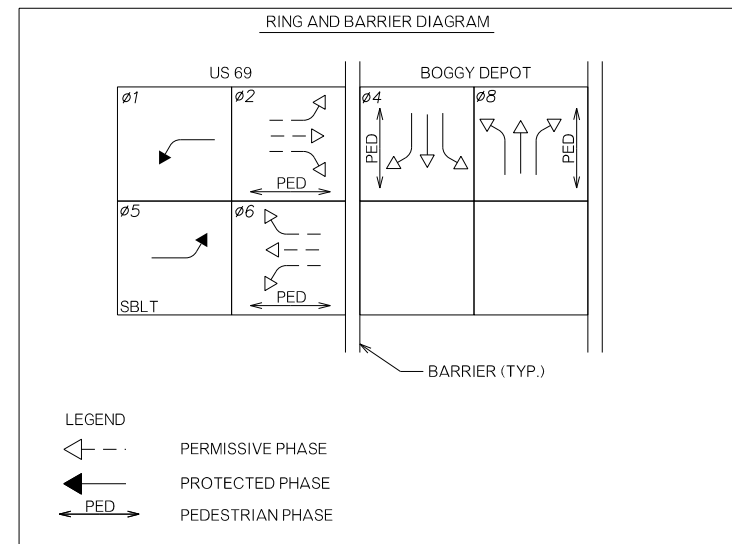 RING AND BARRIER DIAGRAM
US 69
BOGGY DEPOT
ø1
ø2
PED
ø4
PED
ø8
PED
ø5
SBLT
ø6
PED
BARRIER (TYP.)
LEGEND
PERMISSIVE PHASE
PROTECTED PHASE
PED
PEDESTRIAN PHASE